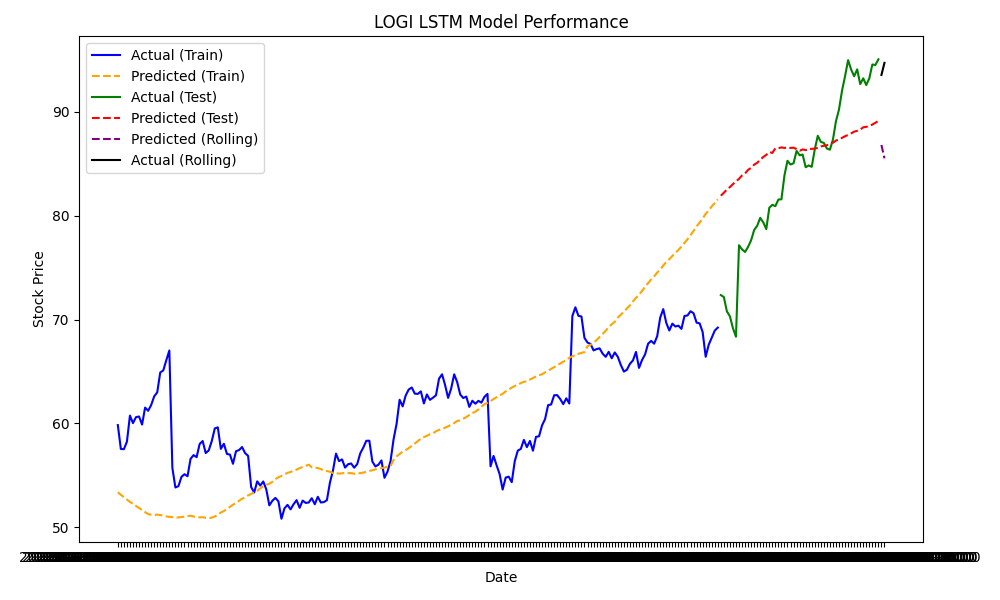 LOGI LSTM Model Performance
Actual (Train)
Predicted (Train)
Actual (Test)
Predicted (Test)
Predicted (Rolling)
Actual (Rolling)
90
80
70
60
50
Stock Price
Date